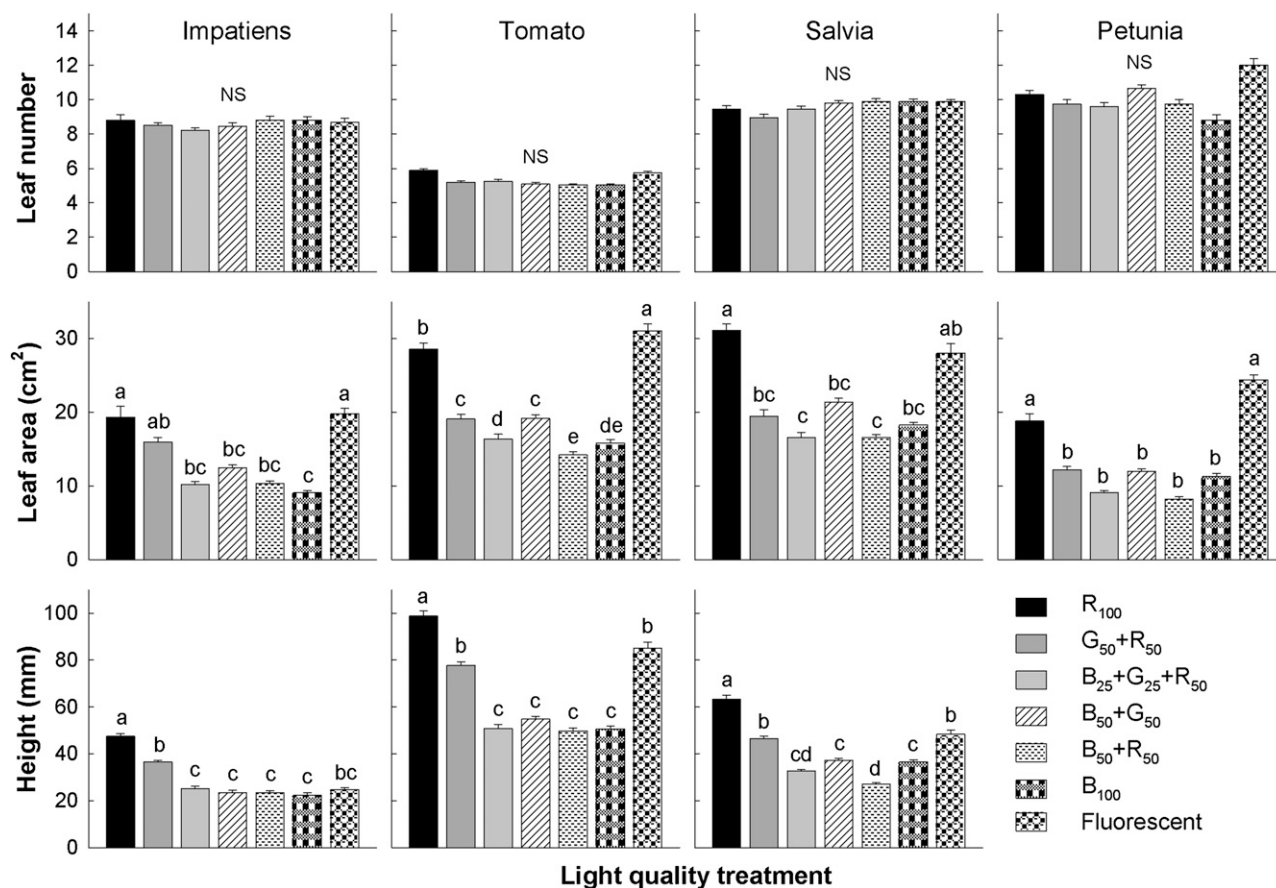 Impatiens Tomato Salvia Petunia
Leaf number
14
12
10
8
6
4
2
0
NS NS NS NS
Leaf area (cm²)
30
20
10
0
a ab bc bc bc c a
b c d c e de a
a bc c bc c bc ab
a b b b b b a
Height (mm)
100
80
60
40
20
0
a b c c c c bc
a b c c c c b
a b cd c d c b
R₁₀₀
G₅₀+R₅₀
B₂₅+G₂₅+R₅₀
B₅₀+G₅₀
B₅₀+R₅₀
B₁₀₀
Fluorescent
Light quality treatment